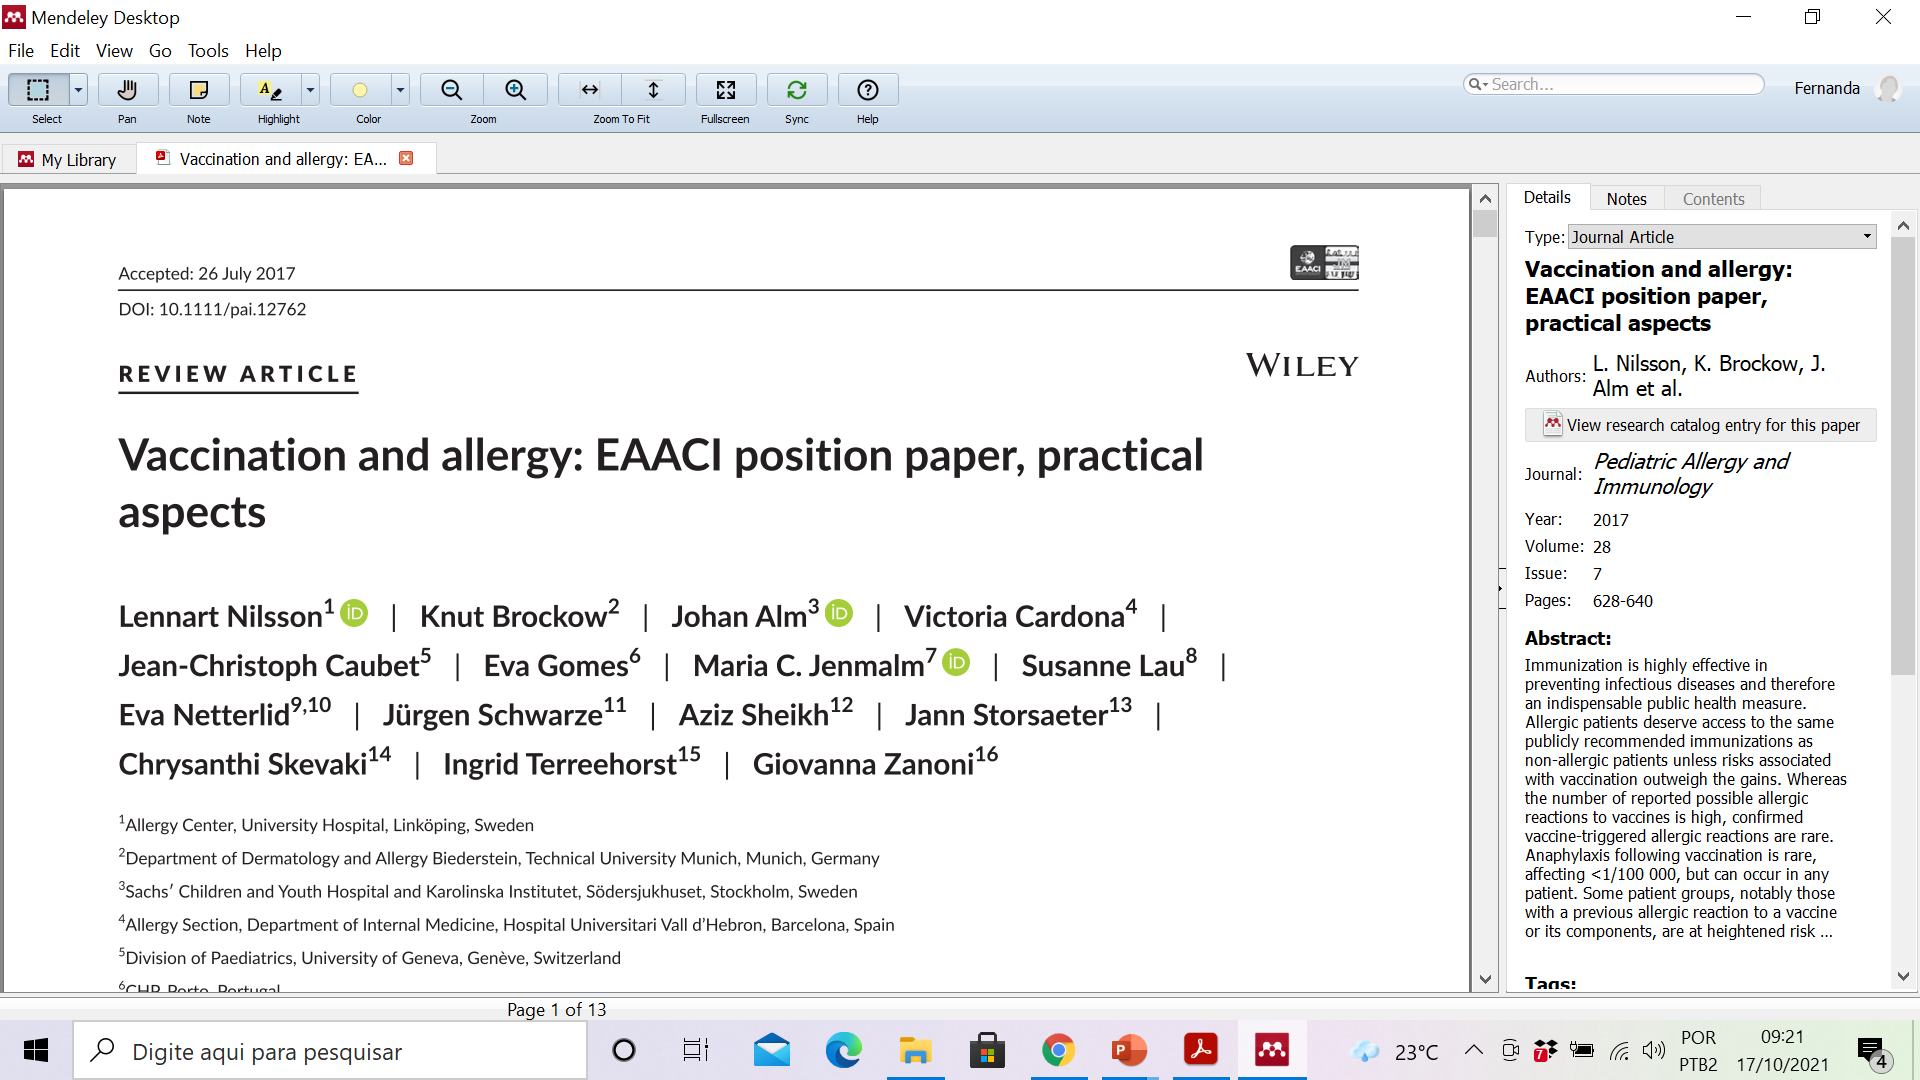 Mendeley Desktop
File Edit View Go Tools Help
Select Pan Note Highlight Color Zoom Zoom To Fit Fullscreen Sync Help
Search...
Fernanda
My Library
Vaccination and allergy: EA...
Accepted: 26 July 2017
EAACI
DOI: 10.1111/pai.12762
REVIEW ARTICLE
WILEY
Vaccination and allergy: EAACI position paper, practical
aspects
Lennart Nilsson1 iD | Knut Brockow2 | Johan Alm3 iD | Victoria Cardona4 |
Jean-Christoph Caubet5 | Eva Gomes6 | Maria C. Jenmalm7 iD | Susanne Lau8 |
Eva Netterlid9,10 | Jürgen Schwarze11 | Aziz Sheikh12 | Jann Storsaeter13 |
Chrysanthi Skevaki14 | Ingrid Terreehorst15 | Giovanna Zanoni16
1Allergy Center, University Hospital, Linköping, Sweden
2Department of Dermatology and Allergy Biederstein, Technical University Munich, Munich, Germany
3Sachs' Children and Youth Hospital and Karolinska Institutet, Södersjukhuset, Stockholm, Sweden
4Allergy Section, Department of Internal Medicine, Hospital Universitari Vall d'Hebron, Barcelona, Spain
5Division of Paediatrics, University of Geneva, Genève, Switzerland
6CHP, Porto, Portugal
Page 1 of 13
Details Notes Contents
Type: Journal Article
Vaccination and allergy:
EAACI position paper,
practical aspects
Authors: L. Nilsson, K. Brockow, J.
Alm et al.
View research catalog entry for this paper
Journal: Pediatric Allergy and
Immunology
Year: 2017
Volume: 28
Issue: 7
Pages: 628-640
Abstract:
Immunization is highly effective in
preventing infectious diseases and therefore
an indispensable public health measure.
Allergic patients deserve access to the same
publicly recommended immunizations as
non-allergic patients unless risks associated
with vaccination outweigh the gains. Whereas
the number of reported possible allergic
reactions to vaccines is high, confirmed
vaccine-triggered allergic reactions are rare.
Anaphylaxis following vaccination is rare,
affecting <1/100 000, but can occur in any
patient. Some patient groups, notably those
with a previous allergic reaction to a vaccine
or its components, are at heightened risk ...
Tags:
Digite aqui para pesquisar
23°C
7
POR
PTB2
09:21
17/10/2021
4